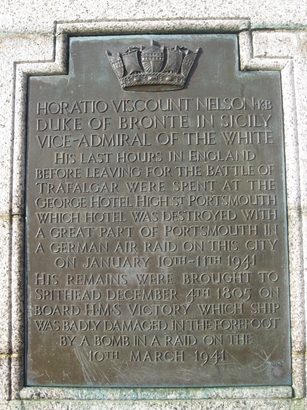 HORATIO VISCOUNT NELSON KB
DUKE OF BRONTE IN SICILY
VICE-ADMIRAL OF THE WHITE
HIS LAST HOURS IN ENGLAND
BEFORE LEAVING FOR THE BATTLE OF
TRAFALGAR WERE SPENT AT THE
GEORGE HOTEL HIGH ST PORTSMOUTH
WHICH HOTEL WAS DESTROYED WITH
A GREAT PART OF PORTSMOUTH IN
A GERMAN AIR RAID ON THIS CITY
ON JANUARY 10TH-11TH 1941
HIS REMAINS WERE BROUGHT TO
SPITHEAD DECEMBER 4TH 1805 ON
BOARD H.M.S. VICTORY WHICH SHIP
WAS BADLY DAMAGED IN THE FOREFOOT
BY A BOMB IN A RAID ON THE
10TH MARCH 1941